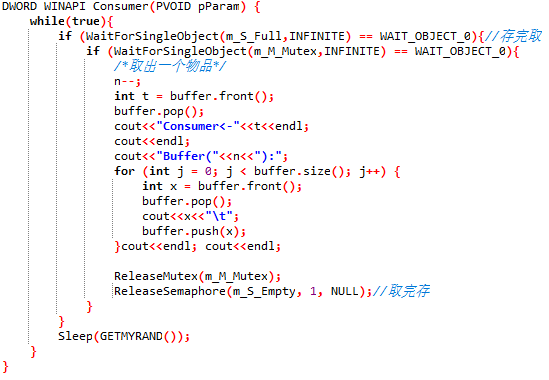 DWORD WINAPI Consumer(PVOID pParam) {
    while(true){
        if (WaitForSingleObject(m_S_Full,INFINITE) == WAIT_OBJECT_0){//存完取
            if (WaitForSingleObject(m_M_Mutex,INFINITE) == WAIT_OBJECT_0){
                /*取出一个物品*/
                n--;
                int t = buffer.front();
                buffer.pop();
                cout<<"Consumer<-"<<t<<endl;
                cout<<endl;
                cout<<"Buffer("<<n<<"):";
                for (int j = 0; j < buffer.size(); j++) {
                    int x = buffer.front();
                    buffer.pop();
                    cout<<x<<"\t";
                    buffer.push(x);
                }cout<<endl; cout<<endl;

                ReleaseMutex(m_M_Mutex);
                ReleaseSemaphore(m_S_Empty, 1, NULL);//取完存
            }
        }
        Sleep(GETMYRAND());
    }
}